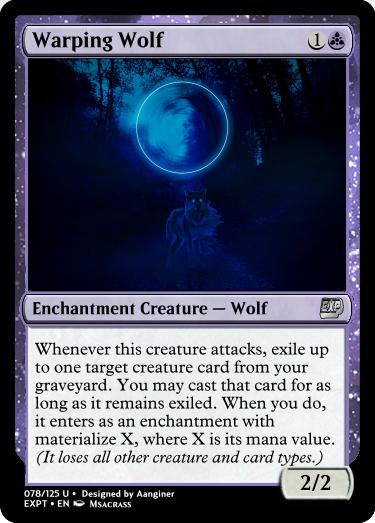 Warping Wolf
1
EXP
Enchantment Creature — Wolf
Whenever this creature attacks, exile up
to one target creature card from your
graveyard. You may cast that card for as
long as it remains exiled. When you do,
it enters as an enchantment with
materialize X, where X is its mana value.
(It loses all other creature and card types.)
2/2
078/125 U • Designed by Aanginer
EXPT • EN Msacrass